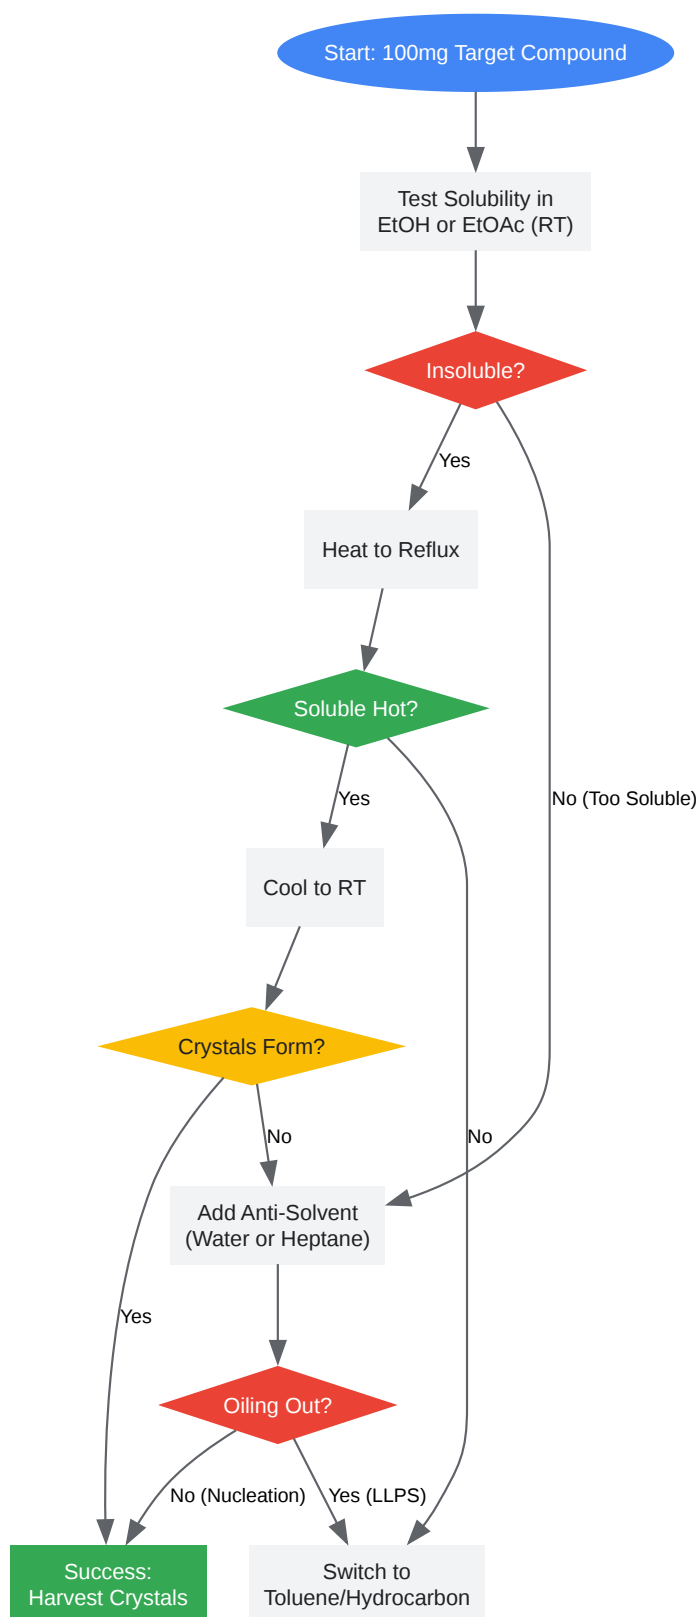 Start: 100mg Target Compound
Test Solubility in
EtOH or EtOAc (RT)
Insoluble?
Yes
Heat to Reflux
Soluble Hot?
Yes
No (Too Soluble)
Cool to RT
Crystals Form?
No
No
Add Anti-Solvent
(Water or Heptane)
Yes
Oiling Out?
No (Nucleation)
Yes (LLPS)
Success:
Harvest Crystals
Switch to
Toluene/Hydrocarbon